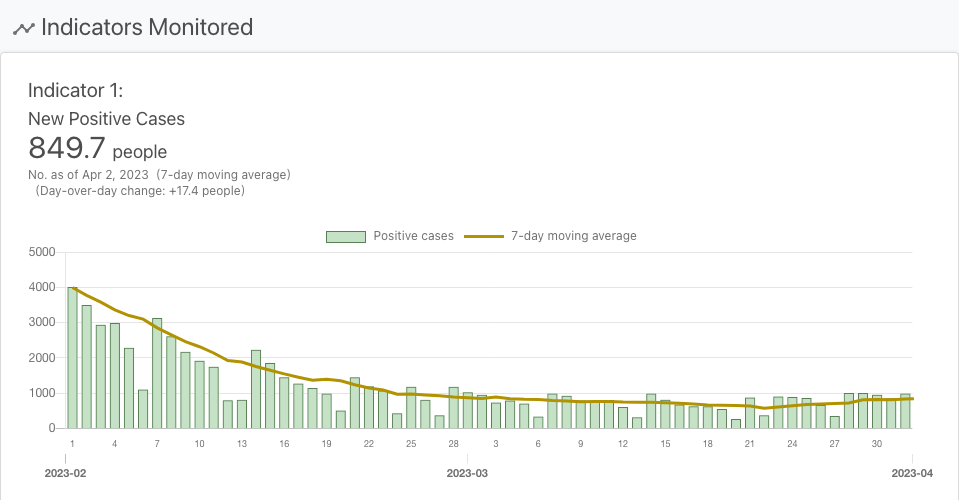 Indicators Monitored
Indicator 1:
New Positive Cases
849.7 people
No. as of Apr 2, 2023 (7-day moving average)
(Day-over-day change: +17.4 people)
Positive cases 7-day moving average
5000
4000
3000
2000
1000
0
1 4 7 10 13 16 19 22 25 28 3 6 9 12 15 18 21 24 27 30
2023-02 2023-03 2023-04